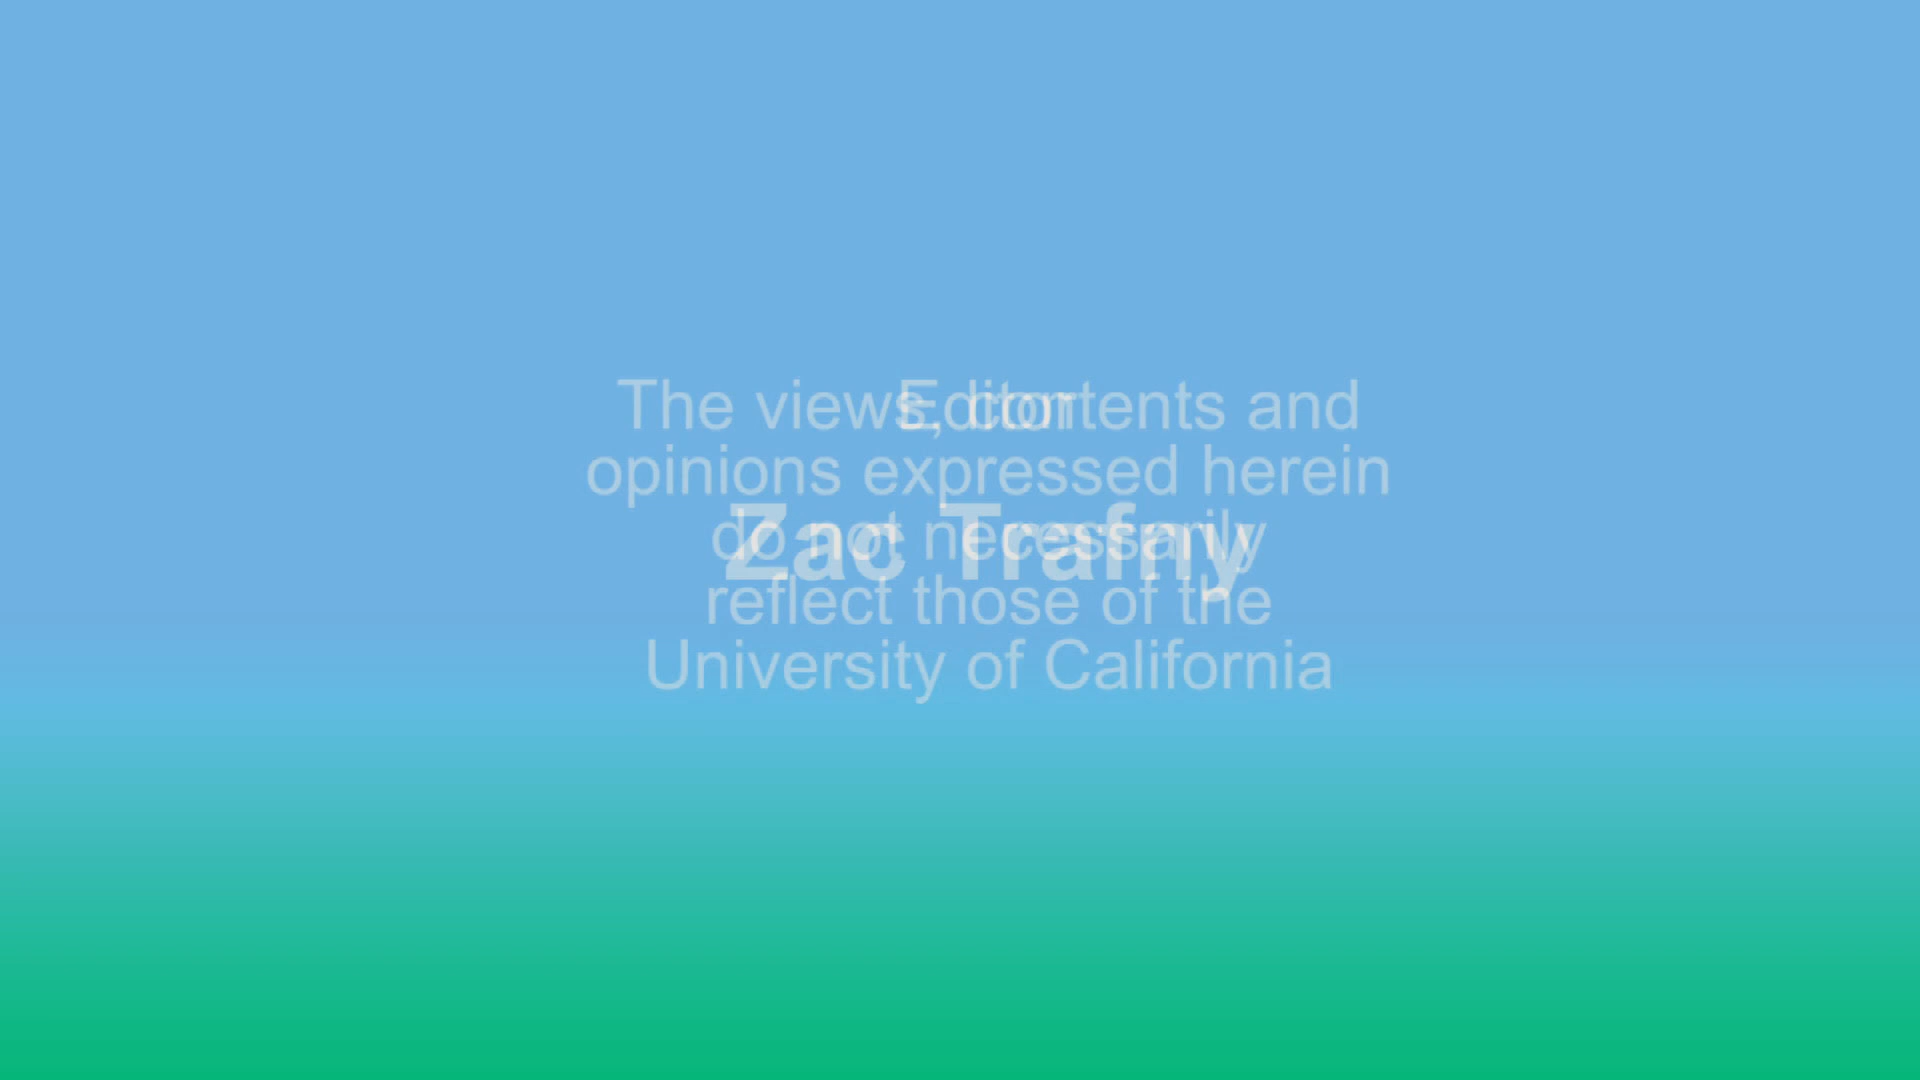 Editor
Zac Trafny
The views, contents and
opinions expressed herein
do not necessarily
reflect those of the
University of California